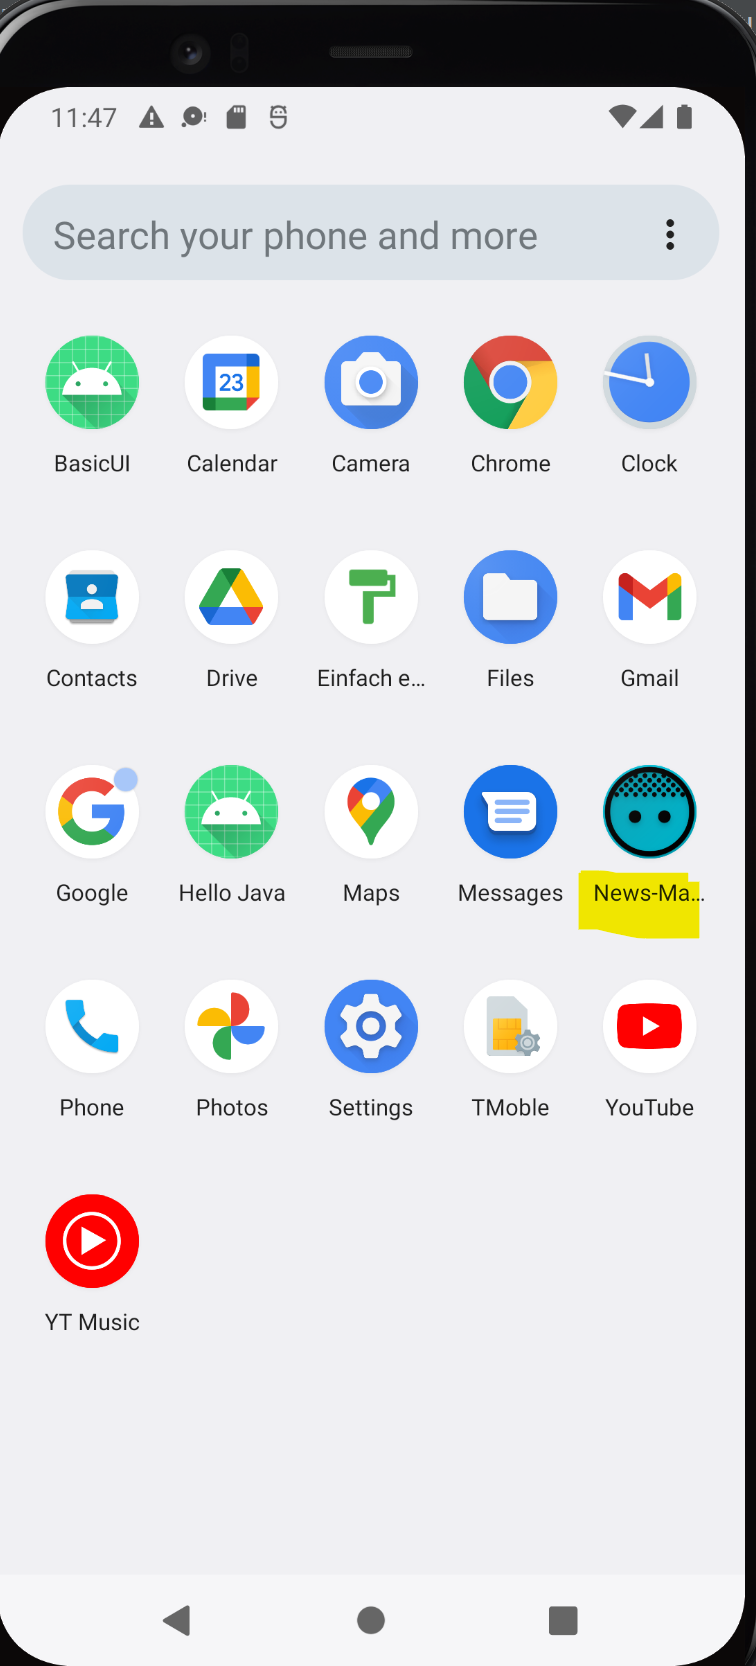 11:47
Search your phone and more
23
BasicUI Calendar Camera Chrome Clock
Contacts Drive Einfach e... Files Gmail
Google Hello Java Maps Messages News-Ma...
Phone Photos Settings TMoble YouTube
YT Music